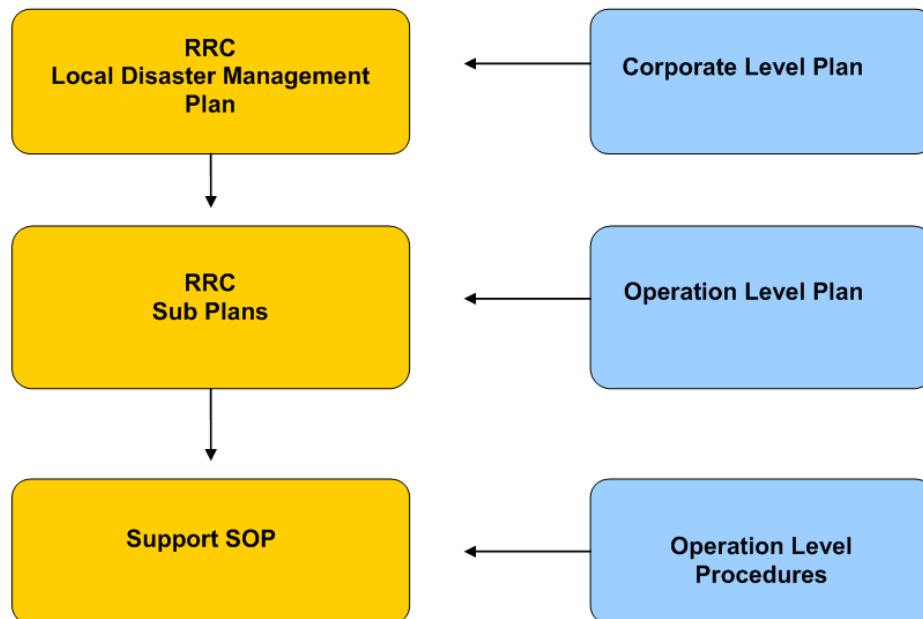 RRC
Local Disaster Management
Plan
Corporate Level Plan
RRC
Sub Plans
Operation Level Plan
Support SOP
Operation Level
Procedures